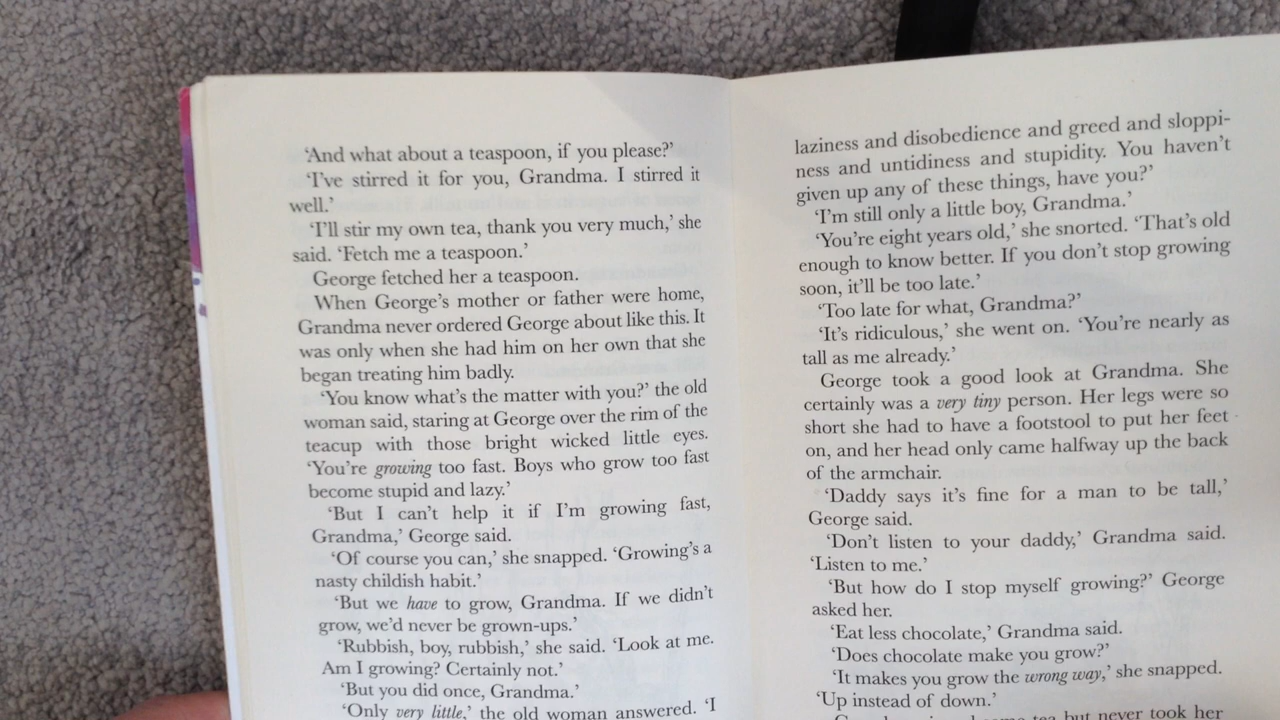 ‘And what about a teaspoon, if you please?’
‘I’ve stirred it for you, Grandma. I stirred it
well.’
‘I’ll stir my own tea, thank you very much,’ she
said. ‘Fetch me a teaspoon.’
George fetched her a teaspoon.
When George’s mother or father were home,
Grandma never ordered George about like this. It
was only when she had him on her own that she
began treating him badly.
‘You know what’s the matter with you?’ the old
woman said, staring at George over the rim of the
teacup with those bright wicked little eyes.
‘You’re growing too fast. Boys who grow too fast
become stupid and lazy.’
‘But I can’t help it if I’m growing fast,
Grandma,’ George said.
‘Of course you can,’ she snapped. ‘Growing’s a
nasty childish habit.’
‘But we have to grow, Grandma. If we didn’t
grow, we’d never be grown-ups.’
‘Rubbish, boy, rubbish,’ she said. ‘Look at me.
Am I growing? Certainly not.’
‘But you did once, Grandma.’
‘Only very little,’ the old woman answered. ‘I
laziness and disobedience and greed and sloppi-
ness and untidiness and stupidity. You haven’t
given up any of these things, have you?’
‘I’m still only a little boy, Grandma.’
‘You’re eight years old,’ she snorted. ‘That’s old
enough to know better. If you don’t stop growing
soon, it’ll be too late.’
‘Too late for what, Grandma?’
‘It’s ridiculous,’ she went on. ‘You’re nearly as
tall as me already.’
George took a good look at Grandma. She
certainly was a very tiny person. Her legs were so
short she had to have a footstool to put her feet
on, and her head only came halfway up the back
of the armchair.
‘Daddy says it’s fine for a man to be tall,’
George said.
‘Don’t listen to your daddy,’ Grandma said.
‘Listen to me.’
‘But how do I stop myself growing?’ George
asked her.
‘Eat less chocolate,’ Grandma said.
‘Does chocolate make you grow?’
‘It makes you grow the wrong way,’ she snapped.
‘Up instead of down.’
tea but never took her